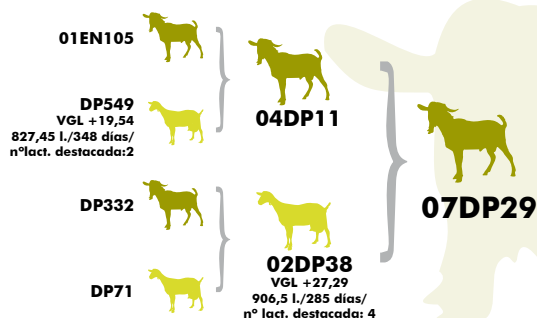 01EN105
DP549
VGL +19,54
827,45 l./348 días/
nºlact. destacada:2
04DP11
DP332
DP71
02DP38
VGL +27,29
906,5 l./285 días/
nº lact. destacada: 4
07DP29